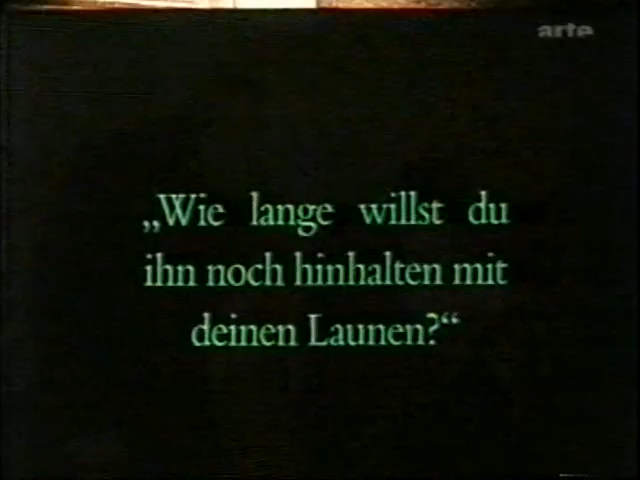 arte
„Wie lange willst du
ihn noch hinhalten mit
deinen Launen?“